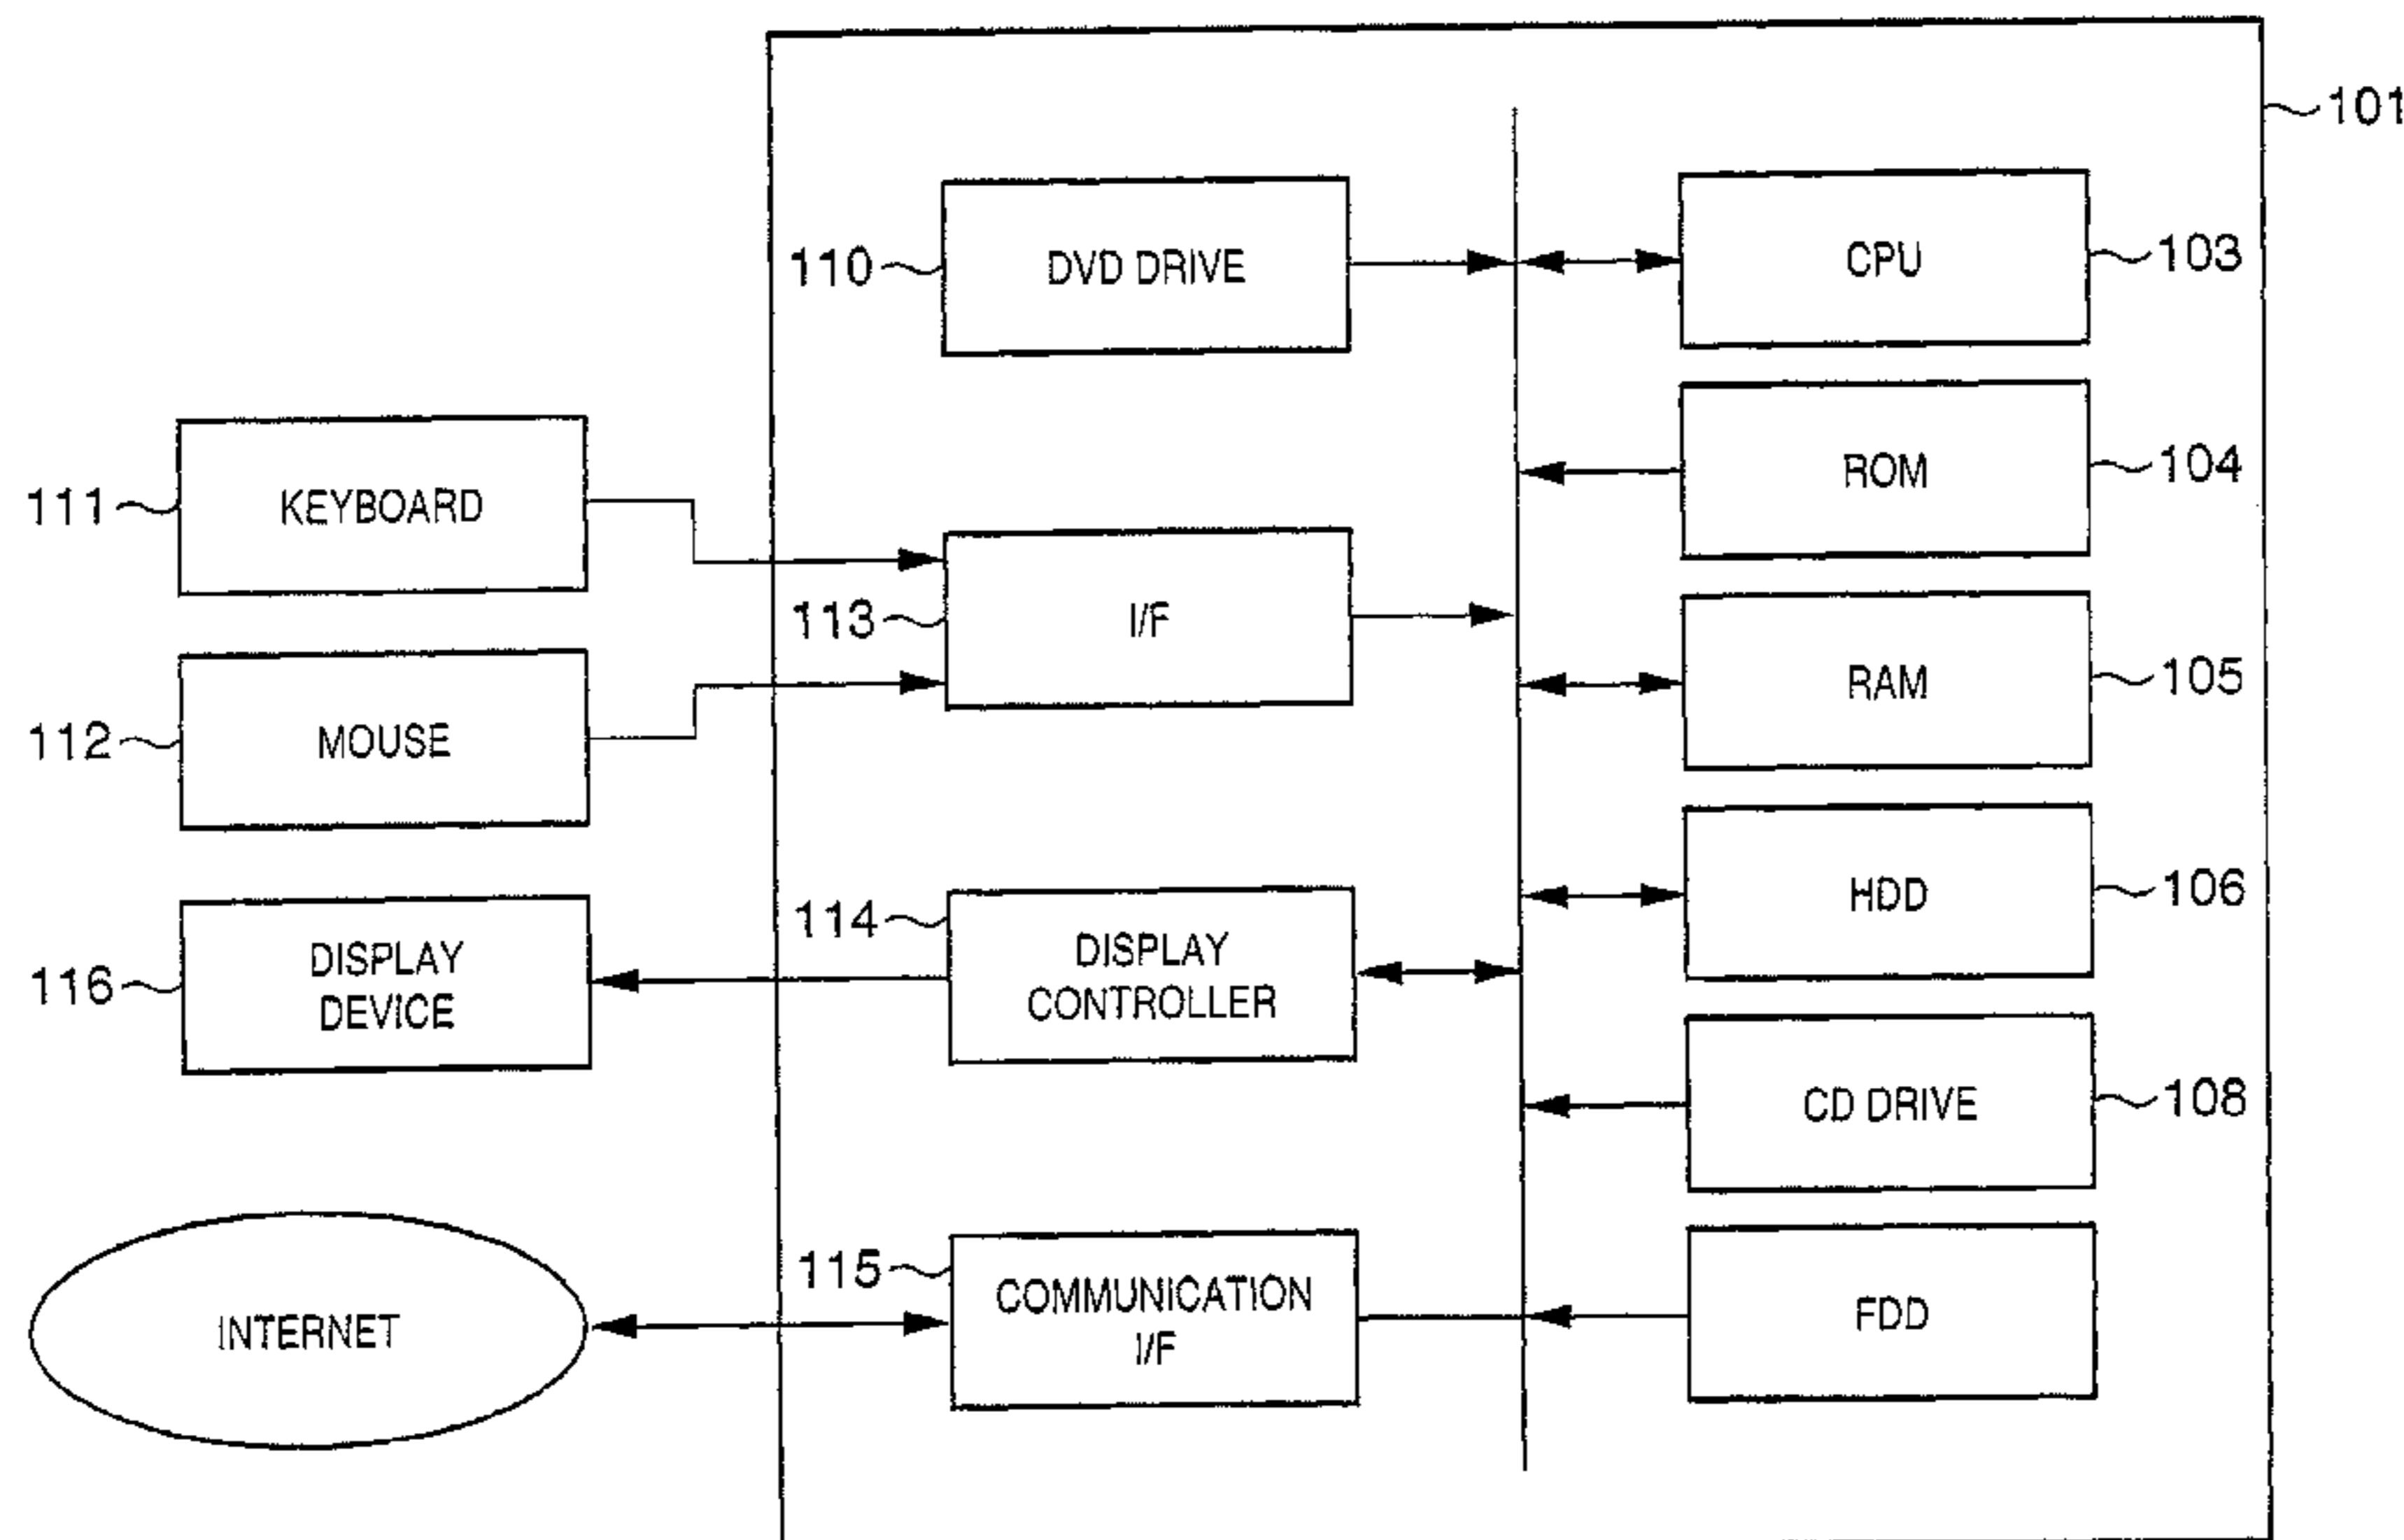 101
110
DVD DRIVE
CPU
103
111
KEYBOARD
ROM
104
113
I/F
112
MOUSE
RAM
105
114
DISPLAY
CONTROLLER
HDD
106
116
DISPLAY
DEVICE
CD DRIVE
108
INTERNET
115
COMMUNICATION
I/F
FDD